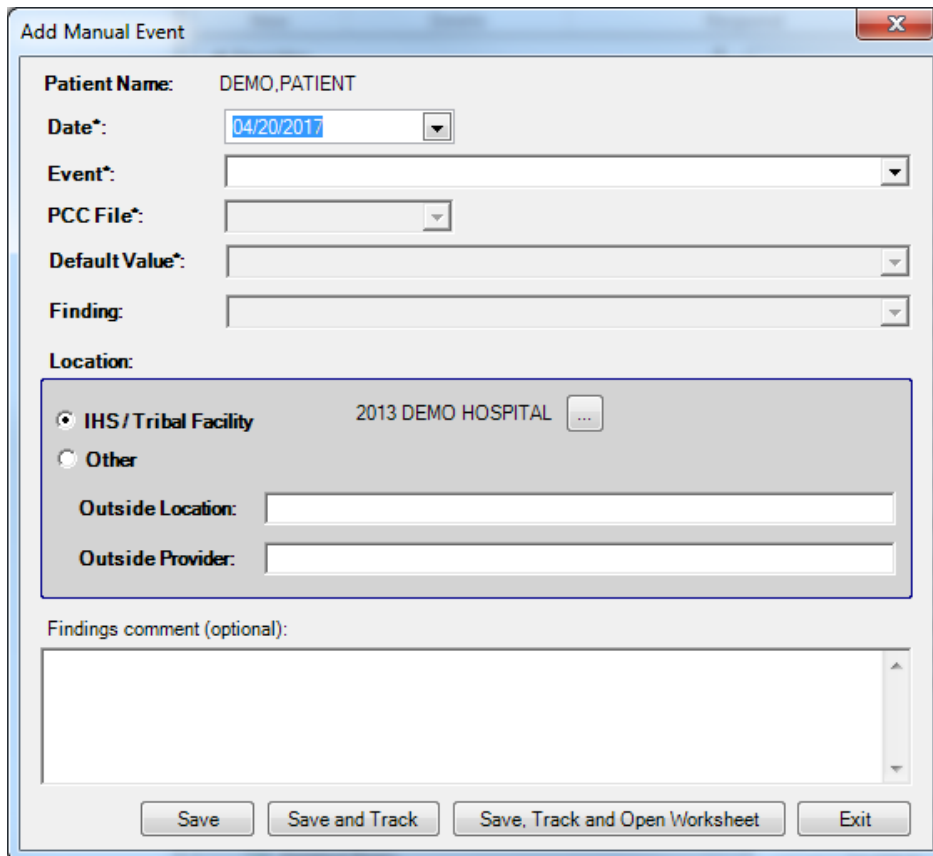 Add Manual Event
Patient Name: DEMO,PATIENT
Date*: 04/20/2017
Event*:
PCC File*:
Default Value*:
Finding:
Location:
IHS / Tribal Facility 2013 DEMO HOSPITAL ...
Other
Outside Location:
Outside Provider:
Findings comment (optional):
Save Save and Track Save, Track and Open Worksheet Exit